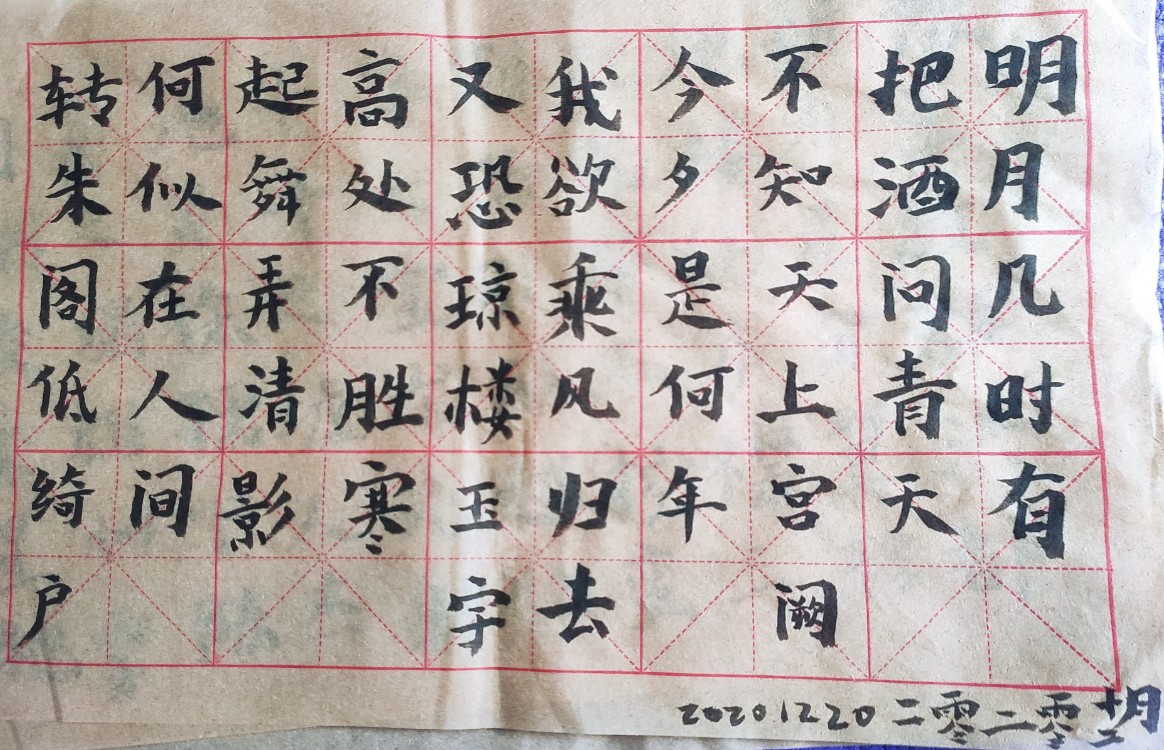 明月几时有
把酒问青天
不知天上宫阙
今夕是何年
我欲乘风归去
又恐琼楼玉宇
高处不胜寒
起舞弄清影
何似在人间
转朱阁低绮户
20201220 二零二零十二月